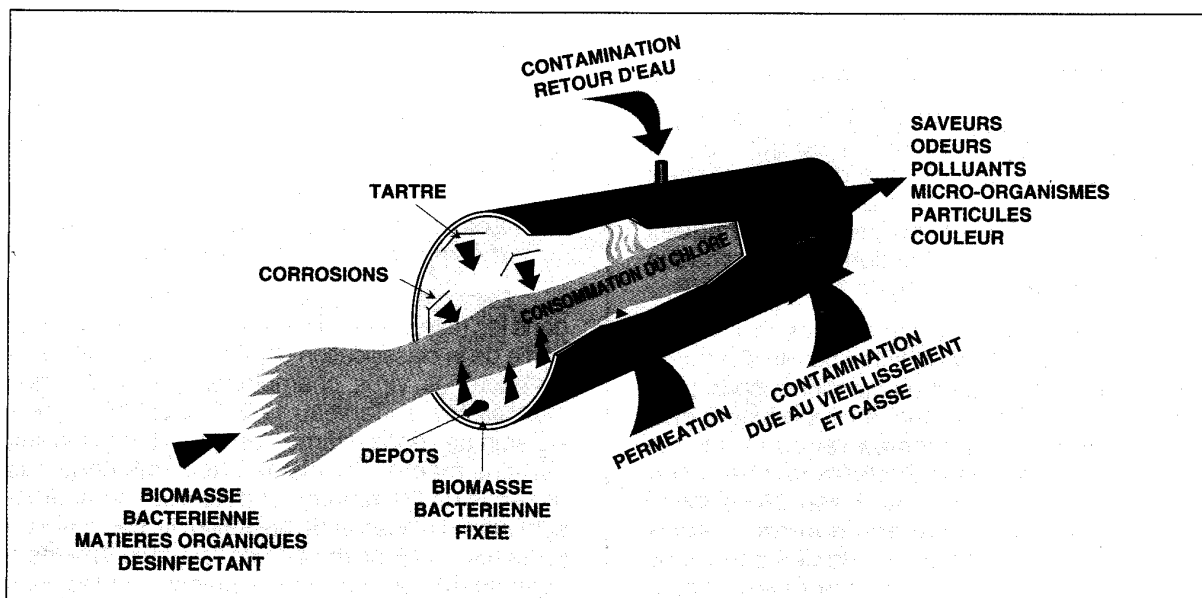 CONTAMINATION
RETOUR D'EAU
SAVEURS
ODEURS
POLLUANTS
MICRO-ORGANISMES
PARTICULES
COULEUR
TARTRE
CORROSIONS
CONSOMMATION DU CHLORE
CONTAMINATION
DUE AU VIEILLISSEMENT
ET CASSE
PERMEATION
DEPOTS
BIOMASSE
BACTERIENNE
FIXEE
BIOMASSE
BACTERIENNE
MATIERES ORGANIQUES
DESINFECTANT